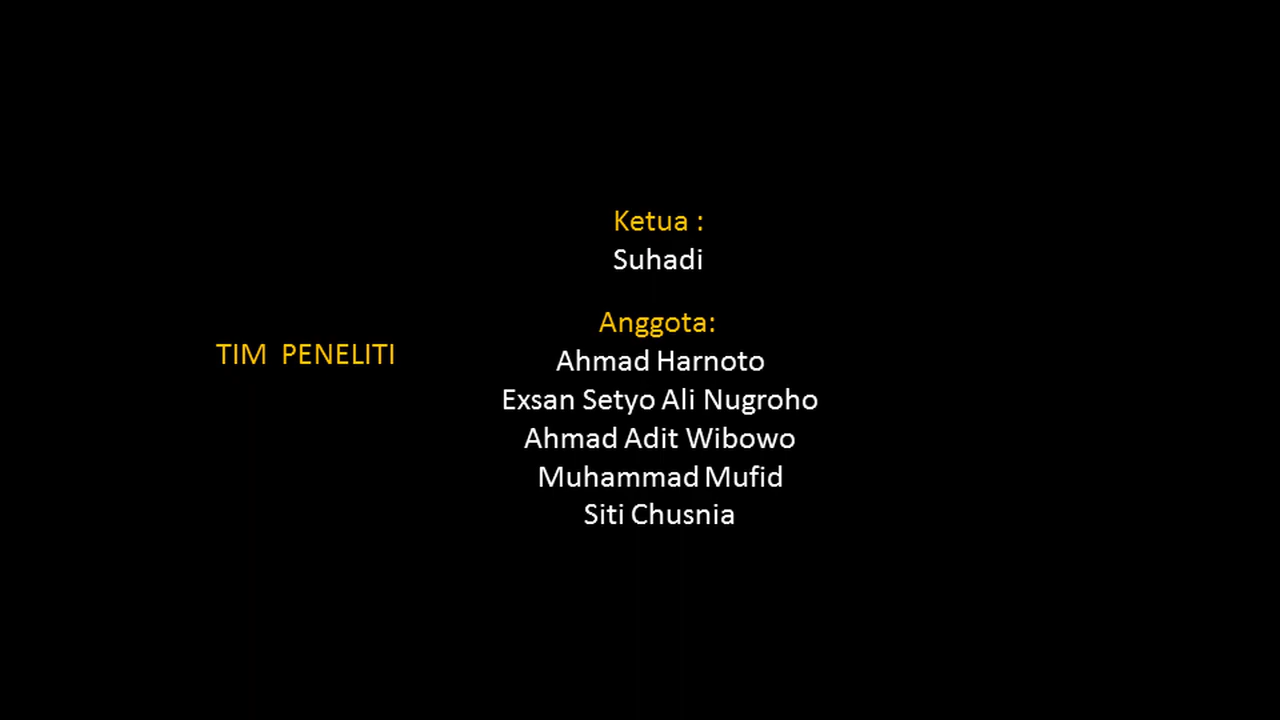 TIM PENELITI
Ketua :
Suhadi
Anggota:
Ahmad Harnoto
Exsan Setyo Ali Nugroho
Ahmad Adit Wibowo
Muhammad Mufid
Siti Chusnia